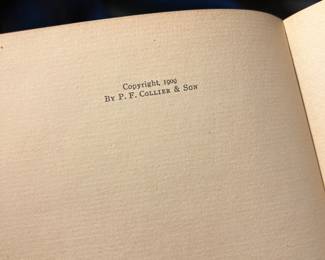 Copyright, 1909
By P. F. Collier & Son